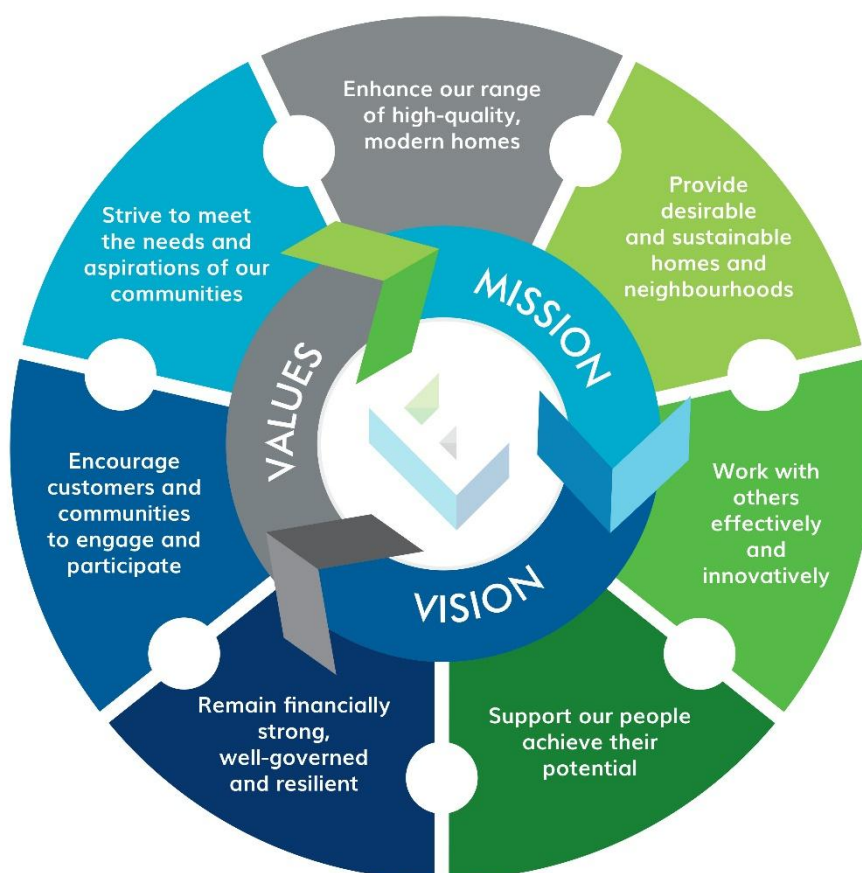 Enhance our range
of high-quality,
modern homes
Provide
desirable
and sustainable
homes and
neighbourhoods
Work with
others
effectively
and
innovatively
Support our people
achieve their
potential
Remain financially
strong,
well-governed
and resilient
Encourage
customers and
communities
to engage and
participate
Strive to meet
the needs and
aspirations of our
communities
MISSION
VISION
VALUES